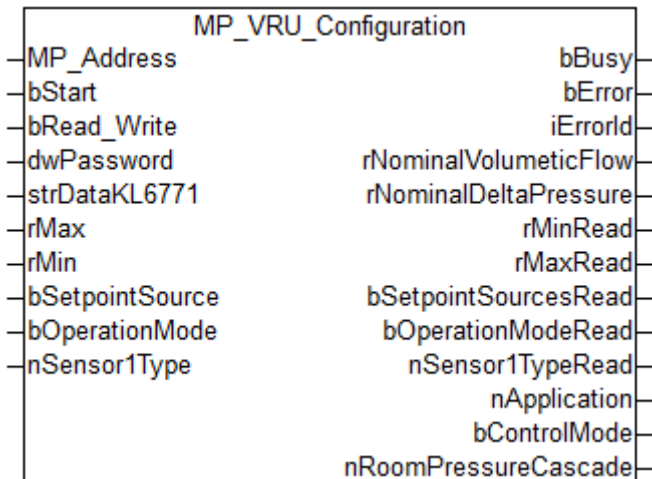 MP_VRU_Configuration
MP_Address bBusy
bStart bError
bRead_Write iErrorId
dwPassword rNominalVolumeticFlow
strDataKL6771 rNominalDeltaPressure
rMax rMinRead
rMin rMaxRead
bSetpointSource bSetpointSourcesRead
bOperationMode bOperationModeRead
nSensor1Type nSensor1TypeRead
nApplication
bControlMode
nRoomPressureCascade